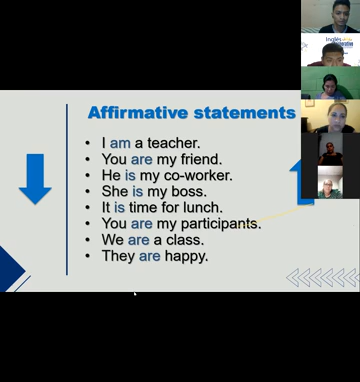 Inglés
Affirmative statements
• I am a teacher.
• You are my friend.
• He is my co-worker.
• She is my boss.
• It is time for lunch.
• You are my participants.
• We are a class.
• They are happy.